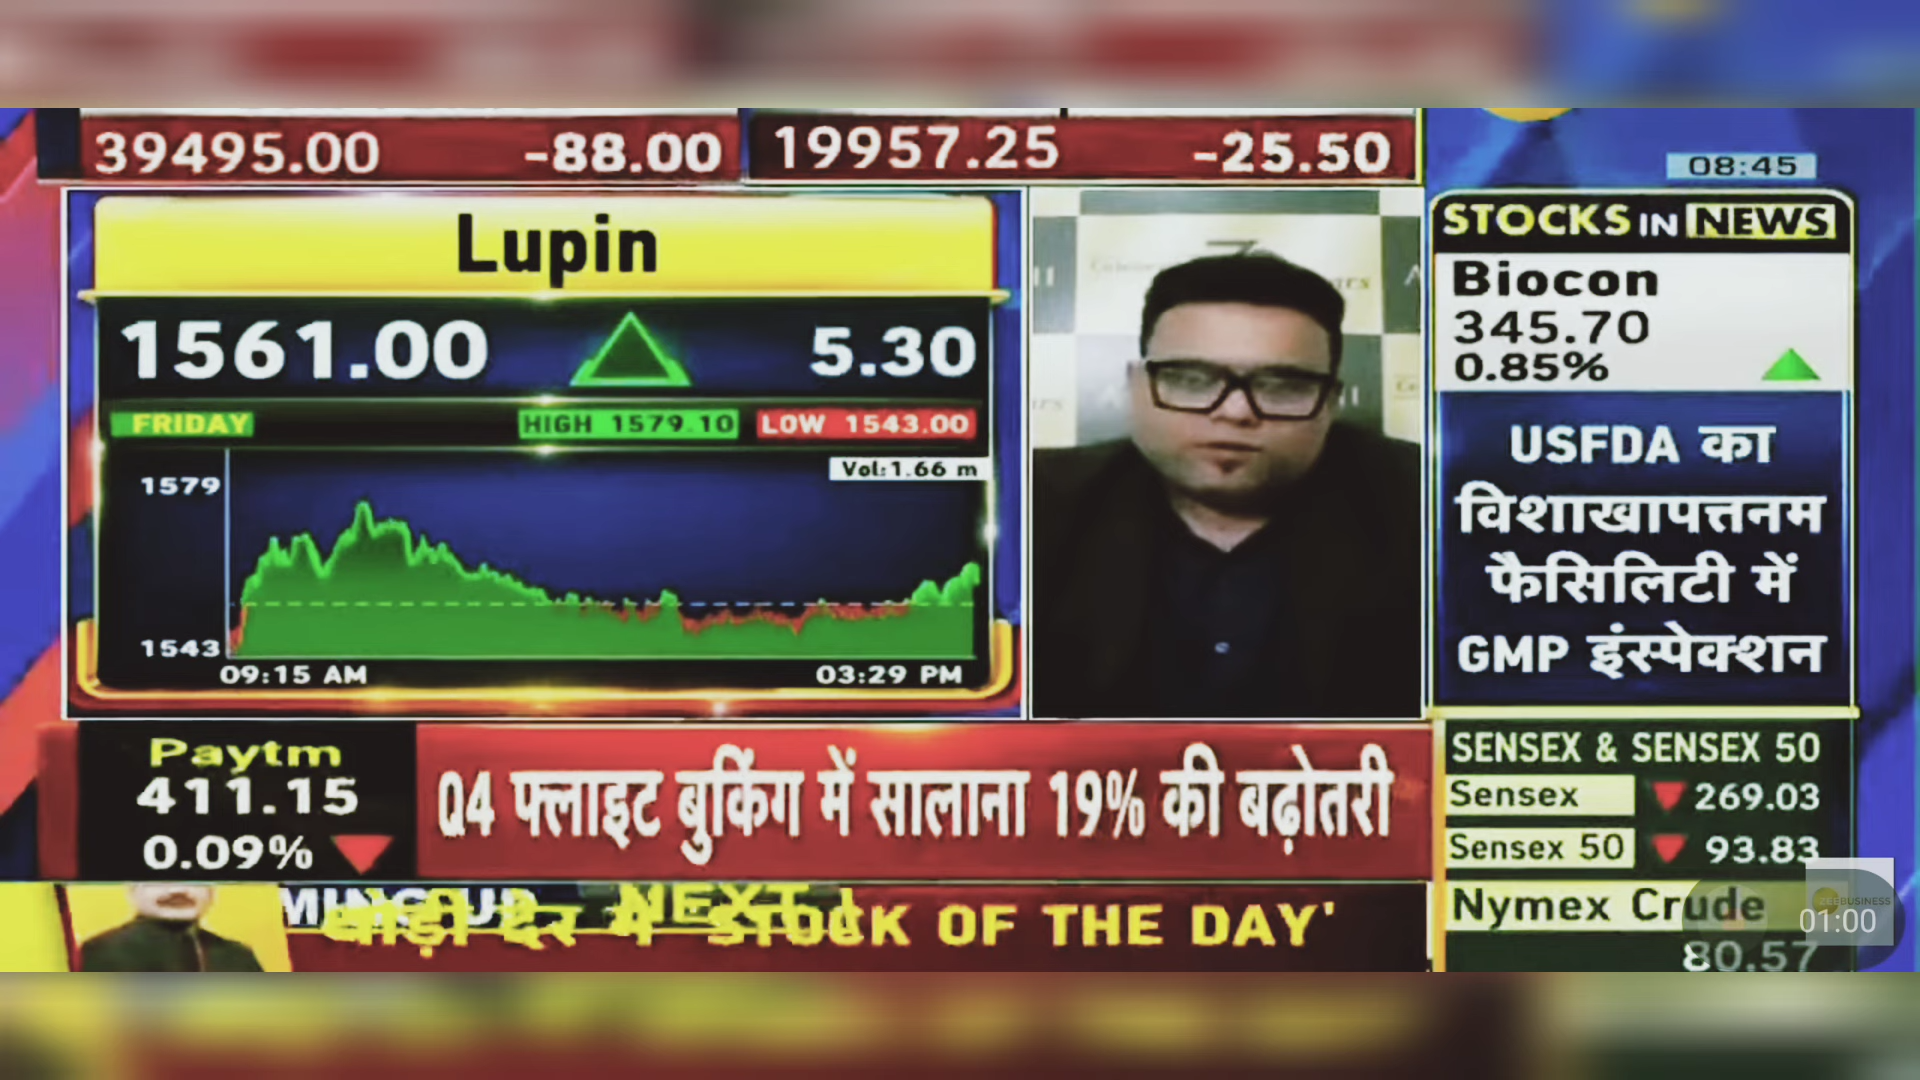 39495.00 -88.00 19957.25 -25.50
08:45
Lupin
1561.00 5.30
FRIDAY HIGH 1579.10 LOW 1543.00
Vol:1.66 m
1579
1543
09:15 AM 03:29 PM
STOCKS IN NEWS
Biocon
345.70
0.85%
USFDA का
विशाखापत्तनम
फैसिलिटी में
GMP इंस्पेक्शन
Paytm
411.15
0.09%
Q4 फ्लाइट बुकिंग में सालाना 19% की बढ़ोतरी
SENSEX & SENSEX 50
Sensex 269.03
Sensex 50 93.83
Nymex Crude
80.57
NEXT
'STOCK OF THE DAY'
ZEEBUSINESS
01:00